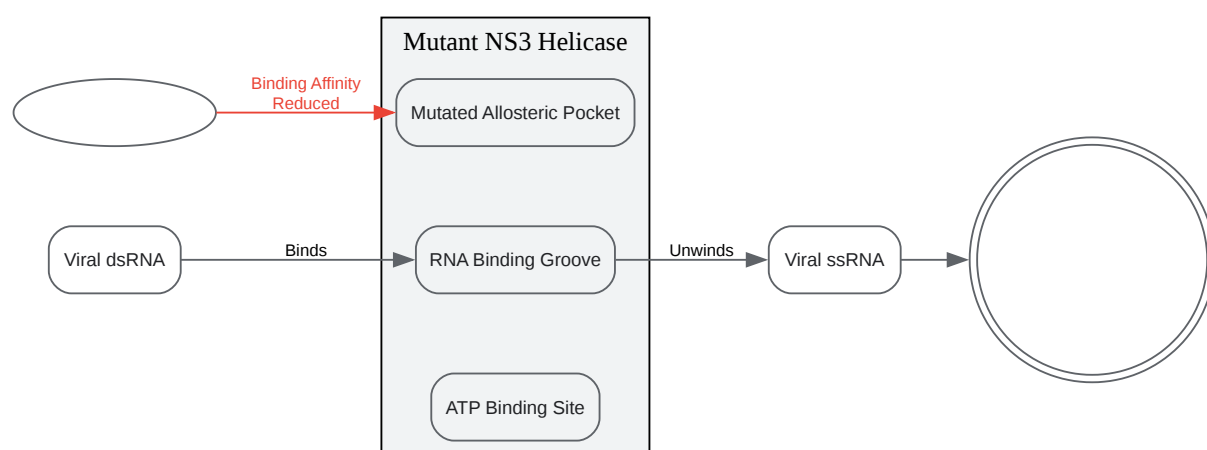 Mutant NS3 Helicase
Binding Affinity
Reduced
Mutated Allosteric Pocket
Viral dsRNA
Binds
RNA Binding Groove
Unwinds
Viral ssRNA
ATP Binding Site